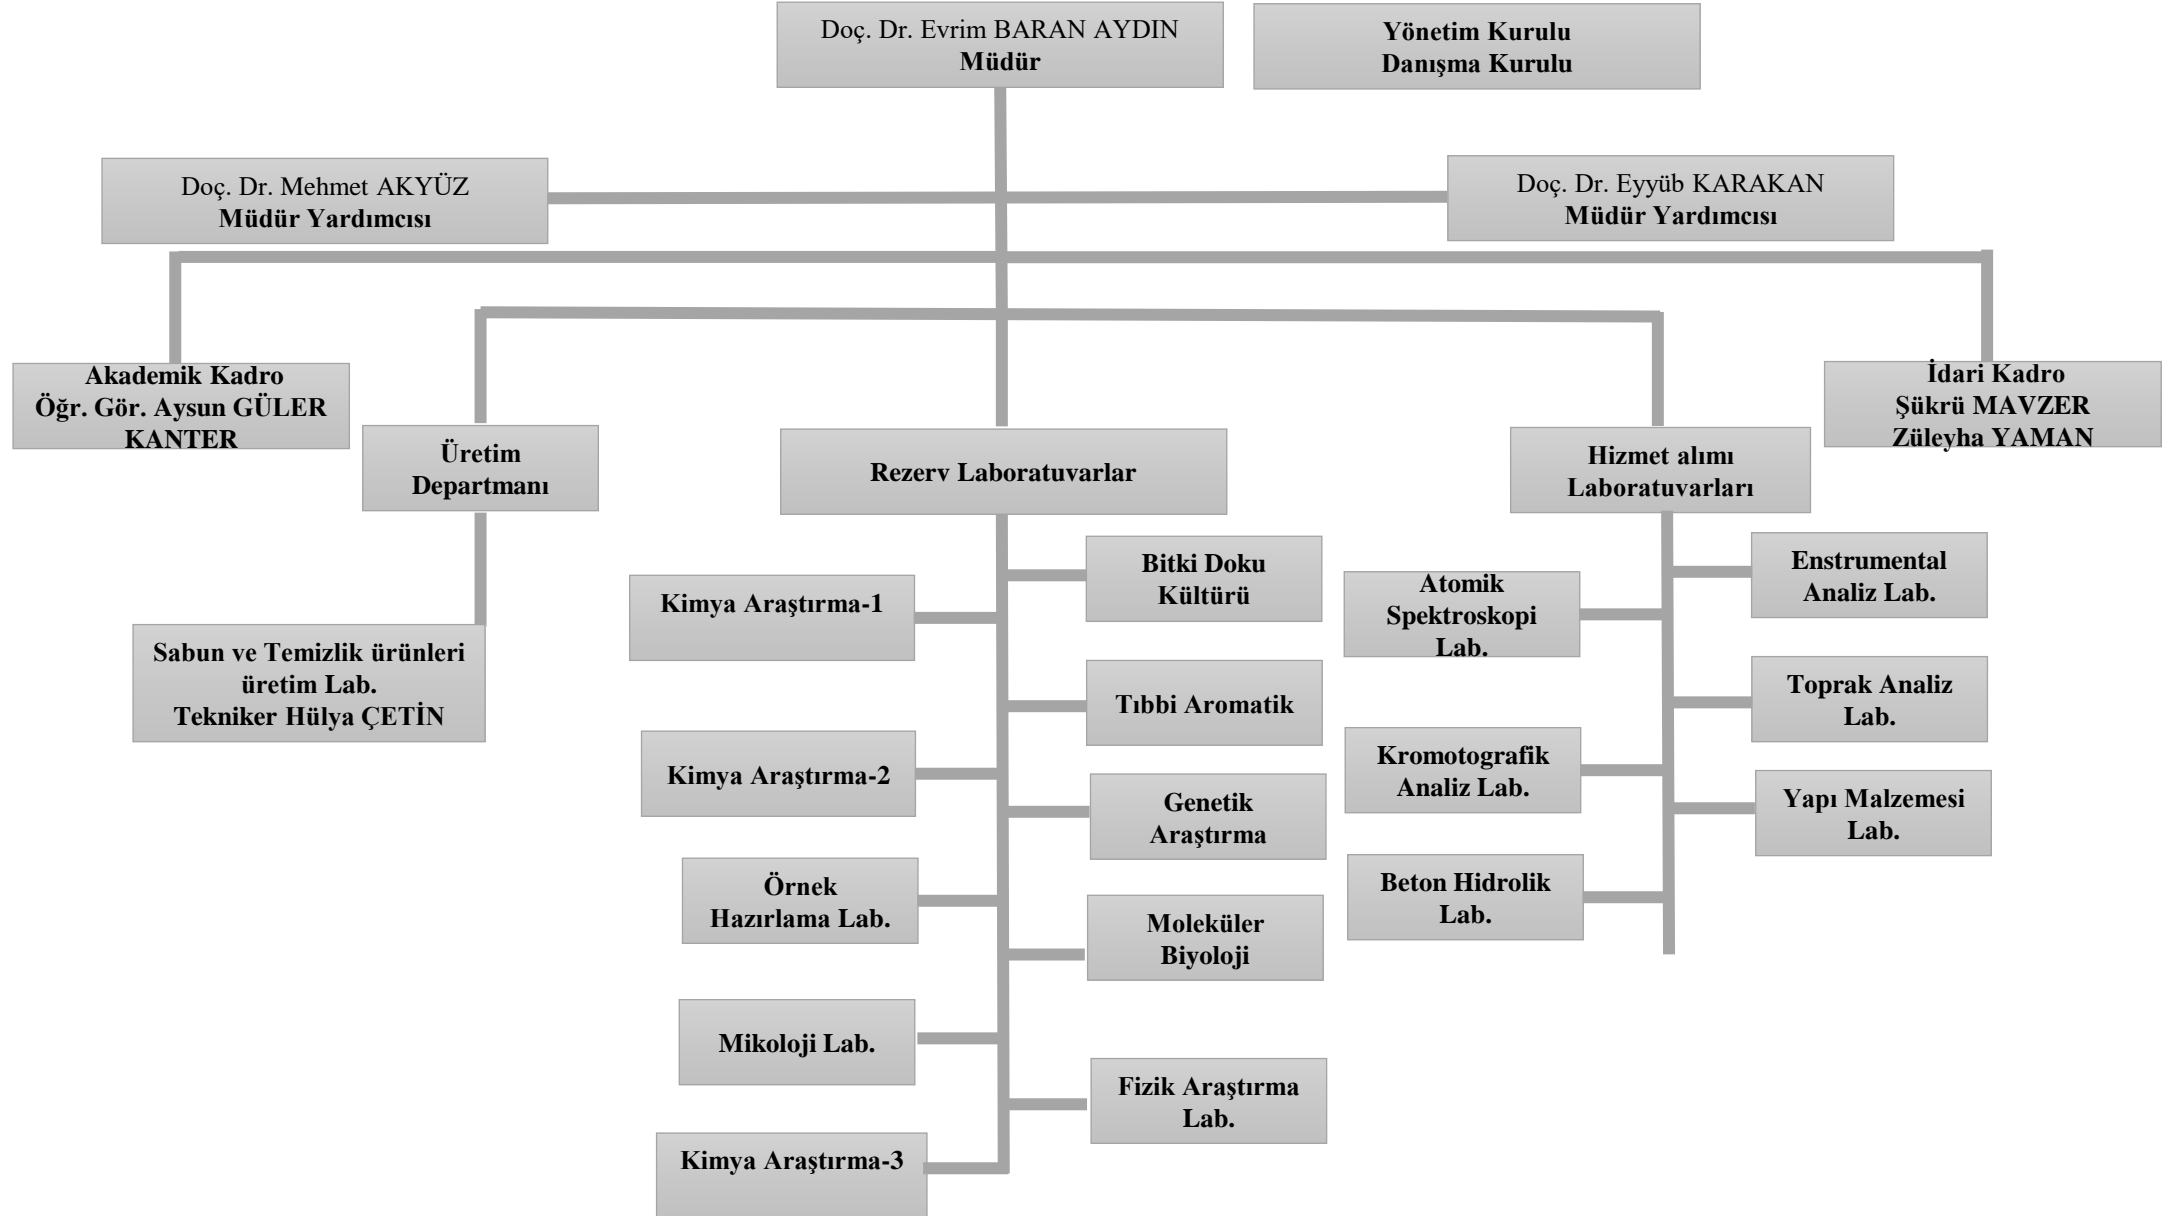 Doç. Dr. Evrim BARAN AYDIN
Müdür
Yönetim Kurulu
Danışma Kurulu
Doç. Dr. Mehmet AKYÜZ
Müdür Yardımcısı
Doç. Dr. Eyyüb KARAKAN
Müdür Yardımcısı
Akademik Kadro
Öğr. Gör. Aysun GÜLER
KANTER
İdari Kadro
Şükrü MAVZER
Züleyha YAMAN
Üretim
Departmanı
Rezerv Laboratuvarlar
Hizmet alımı
Laboratuvarları
Sabun ve Temizlik ürünleri
üretim Lab.
Tekniker Hülya ÇETİN
Kimya Araştırma-1
Kimya Araştırma-2
Örnek
Hazırlama Lab.
Mikoloji Lab.
Kimya Araştırma-3
Bitki Doku
Kültürü
Tıbbi Aromatik
Genetik
Araştırma
Moleküler
Biyoloji
Fizik Araştırma
Lab.
Atomik
Spektroskopi
Lab.
Kromotografik
Analiz Lab.
Beton Hidrolik
Lab.
Enstrumental
Analiz Lab.
Toprak Analiz
Lab.
Yapı Malzemesi
Lab.